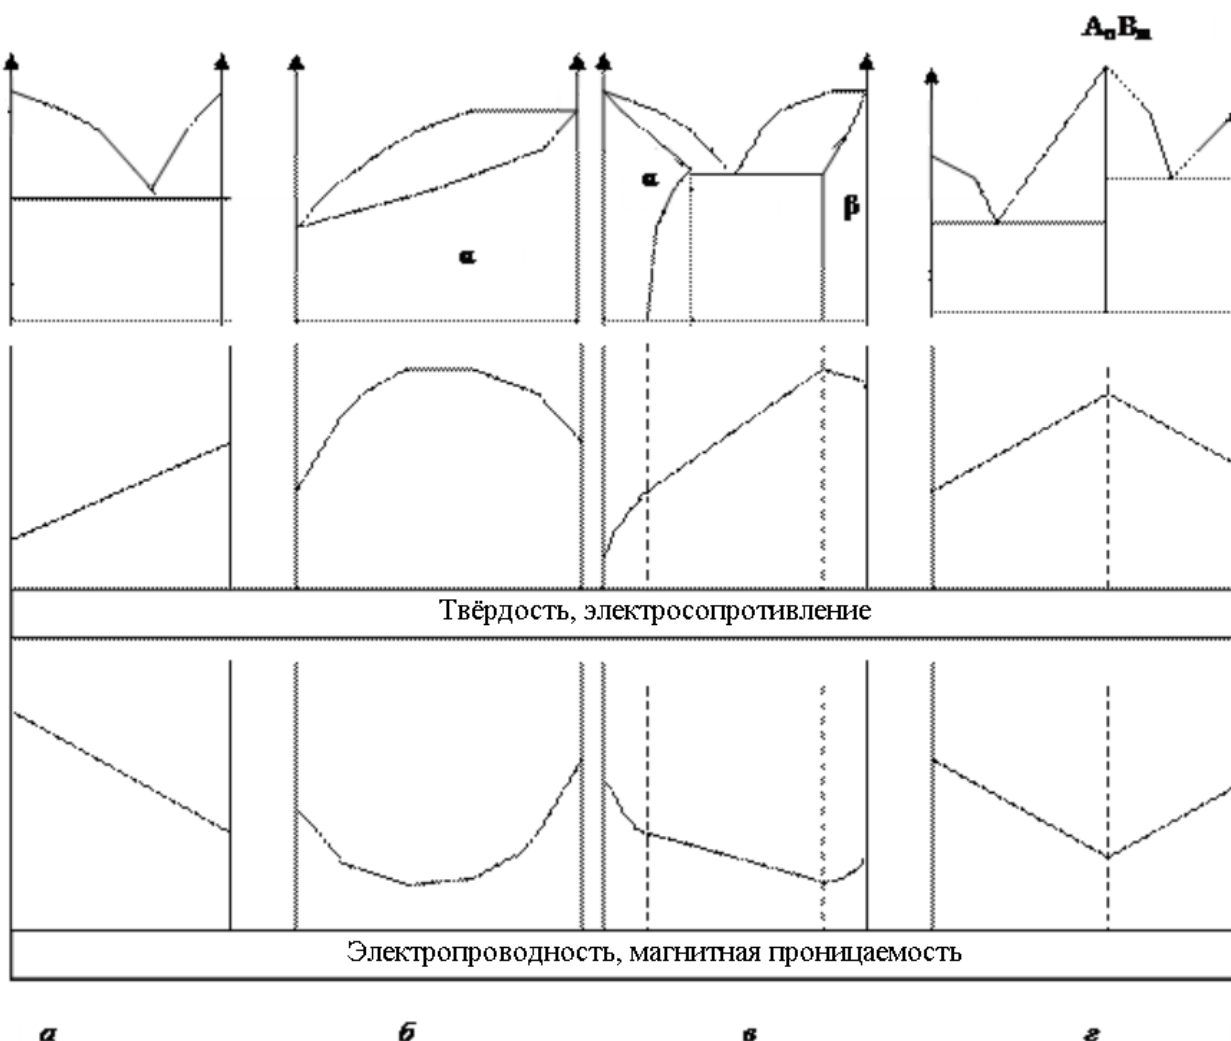 AₙBₘ
α
α
β
Твёрдость, электросопротивление
Электропроводность, магнитная проницаемость
а б в г